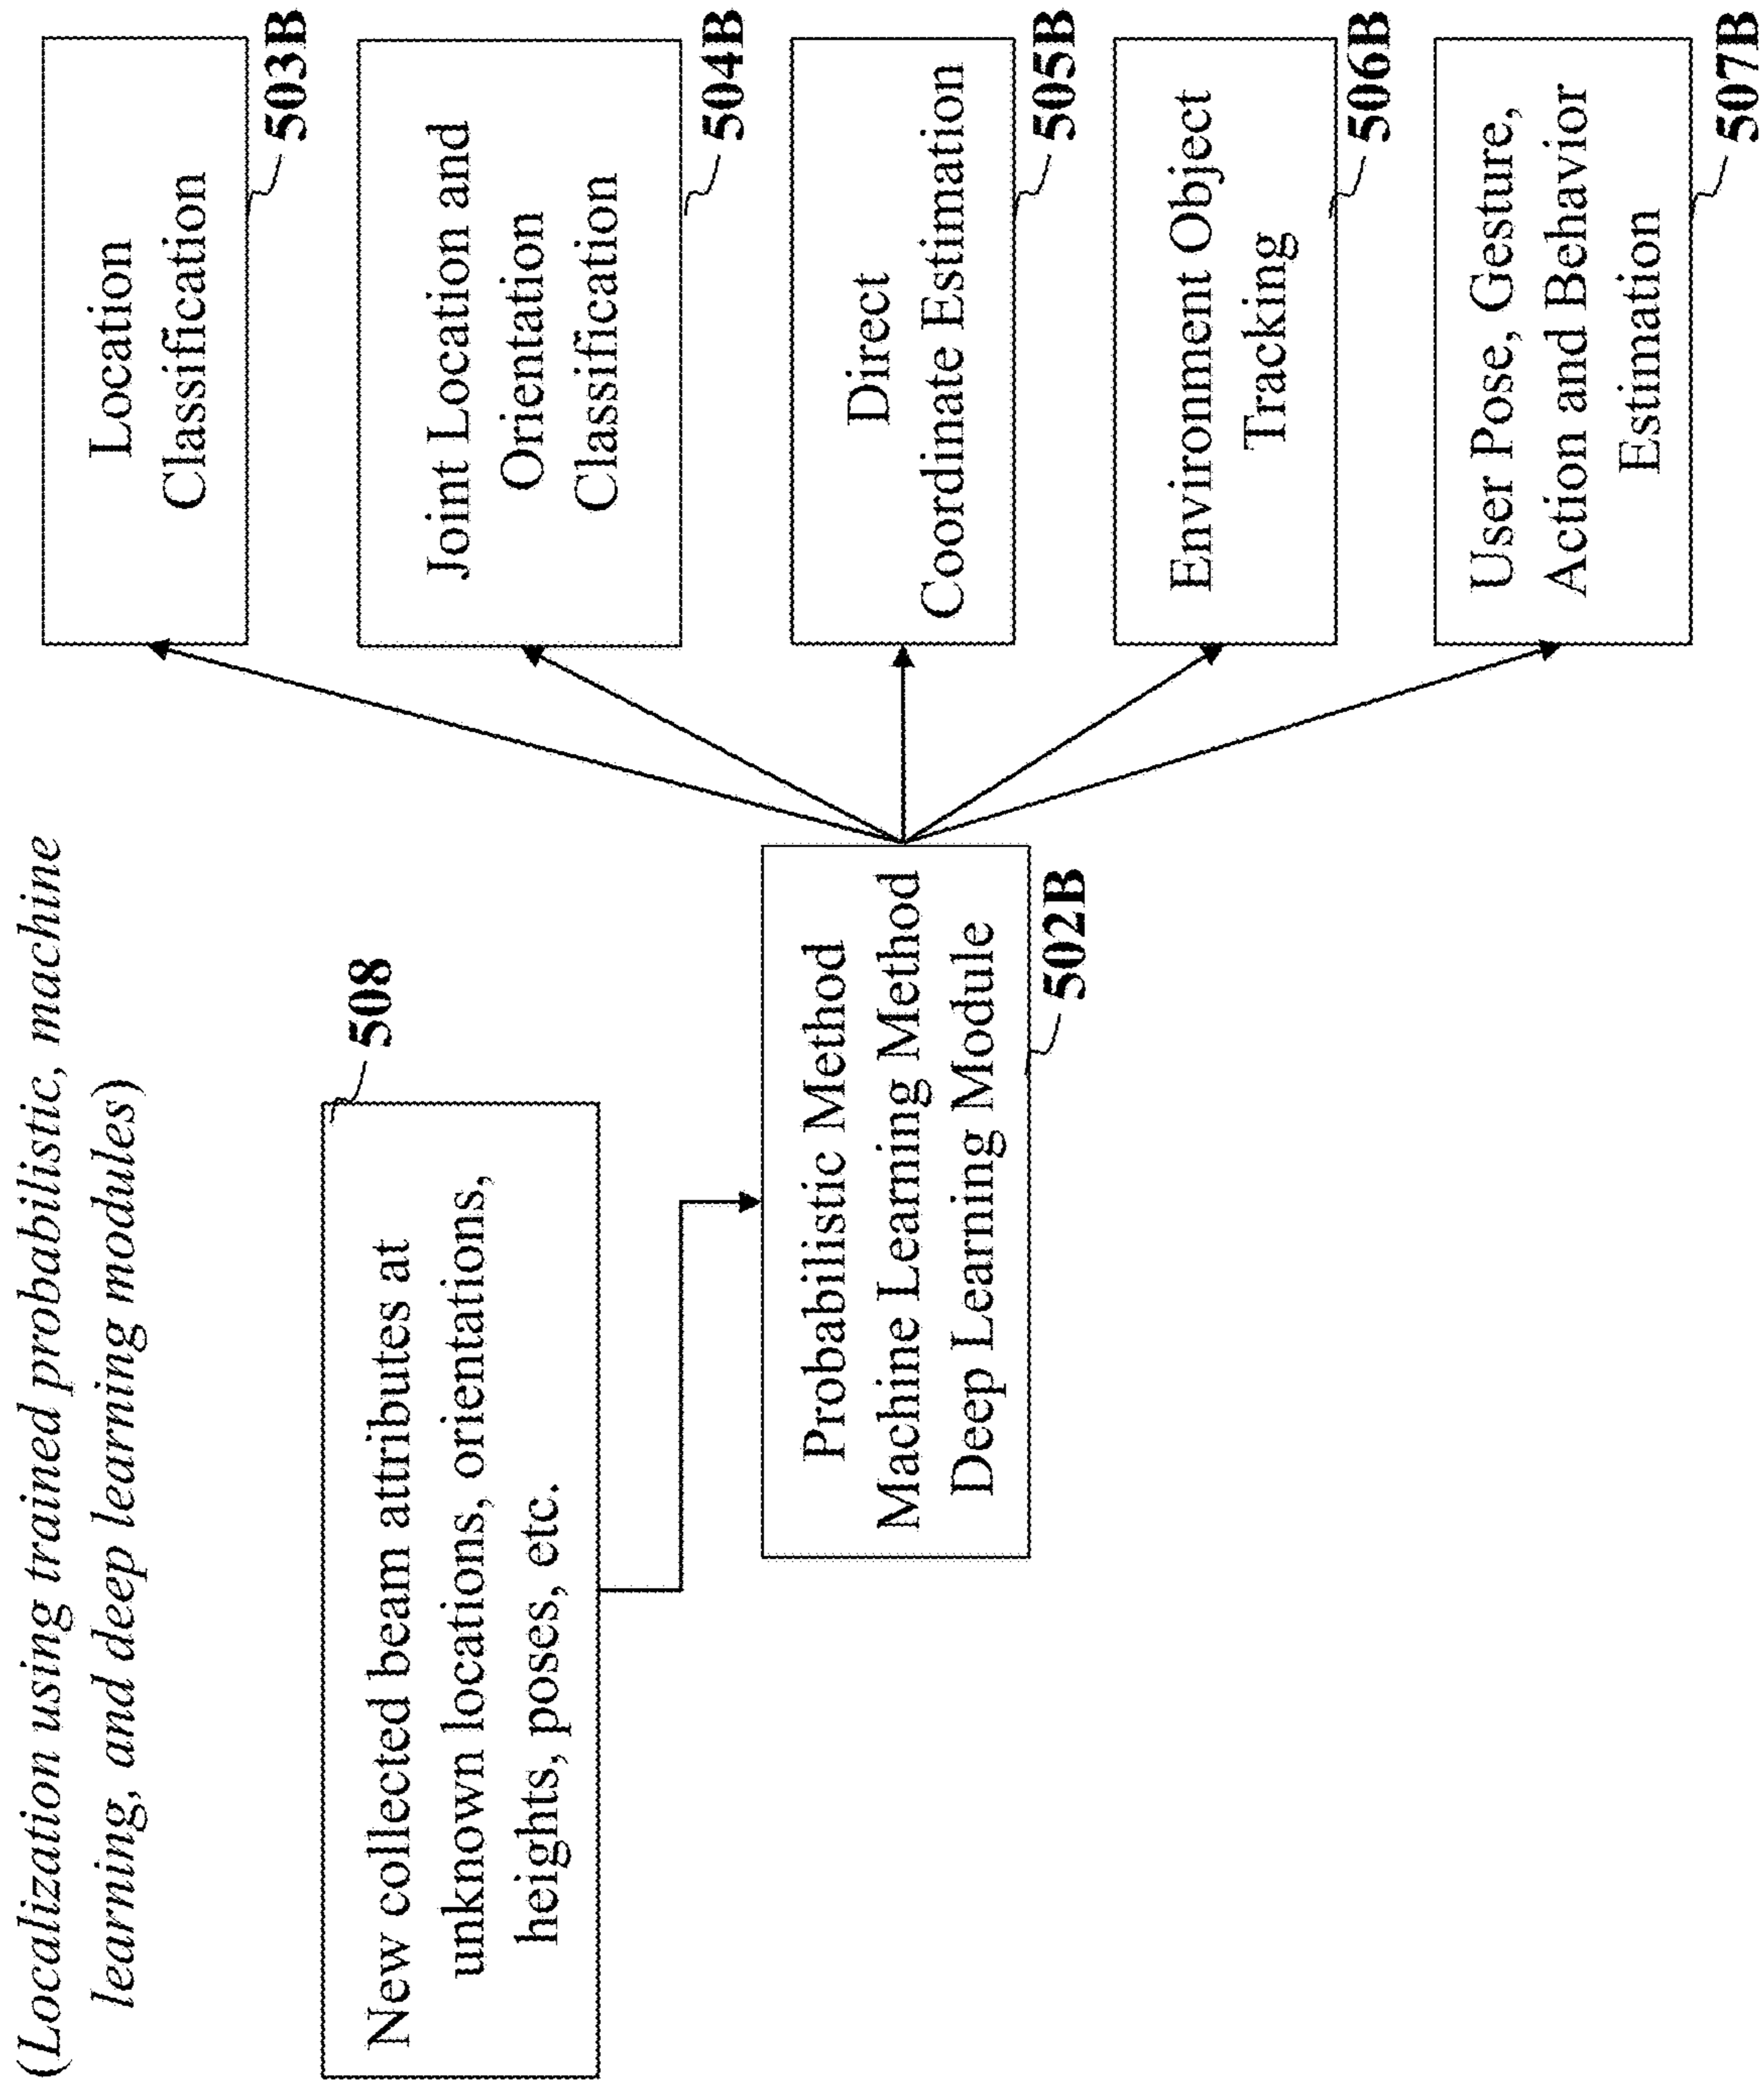 (Localization using trained probabilistic, machine
learning, and deep learning modules)
508
New collected beam attributes at
unknown locations, orientations,
heights, poses, etc.
Probabilistic Method
Machine Learning Method
Deep Learning Module
502B
Location
Classification
503B
Joint Location and
Orientation
Classification
504B
Direct
Coordinate Estimation
505B
Environment Object
Tracking
506B
User Pose, Gesture,
Action and Behavior
Estimation
507B